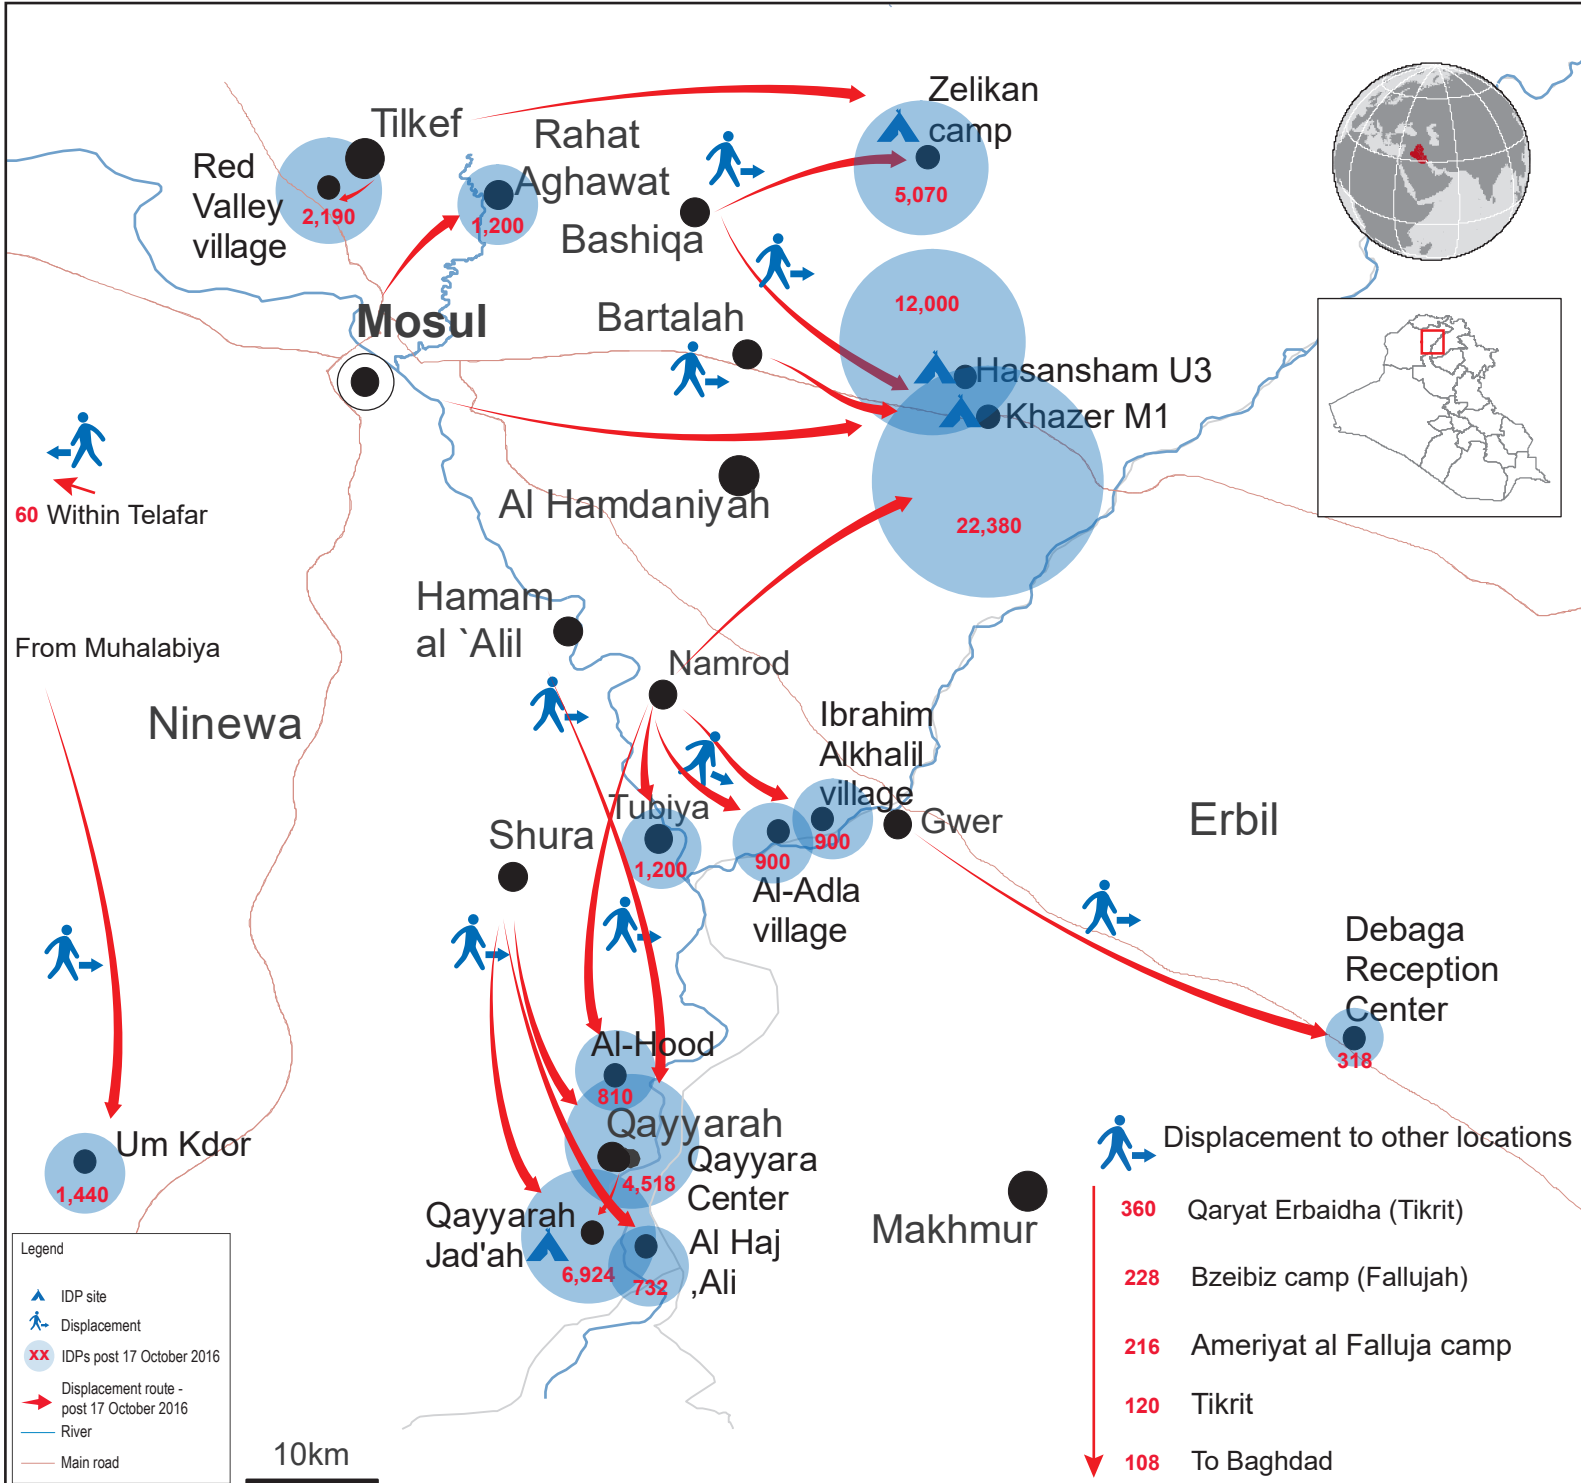 Zelikan
camp
5,070
Tilkef
Red
Valley
village
2,190
Rahat
Aghawat
1,200
Bashiqa
Mosul
Bartalah
12,000
Hasansham U3
Khazer M1
22,380
Al Hamdaniyah
60 Within Telafar
Hamam
al `Alil
From Muhalabiya
Namrod
Ninewa
Ibrahim
Alkhalil
village
900
Gwer
Erbil
Tubiya
1,200
Shura
900
Al-Adla
village
Debaga
Reception
Center
318
Al-Hood
810
Qayyarah
Qayyara
Center
4,518
Um Kdor
1,440
Qayyarah
Jad'ah
6,924
Al Haj
,Ali
732
Makhmur
Displacement to other locations
360 Qaryat Erbaidha (Tikrit)
228 Bzeibiz camp (Fallujah)
216 Ameriyat al Falluja camp
120 Tikrit
108 To Baghdad
Legend
IDP site
Displacement
XX IDPs post 17 October 2016
Displacement route -
post 17 October 2016
River
Main road
10km